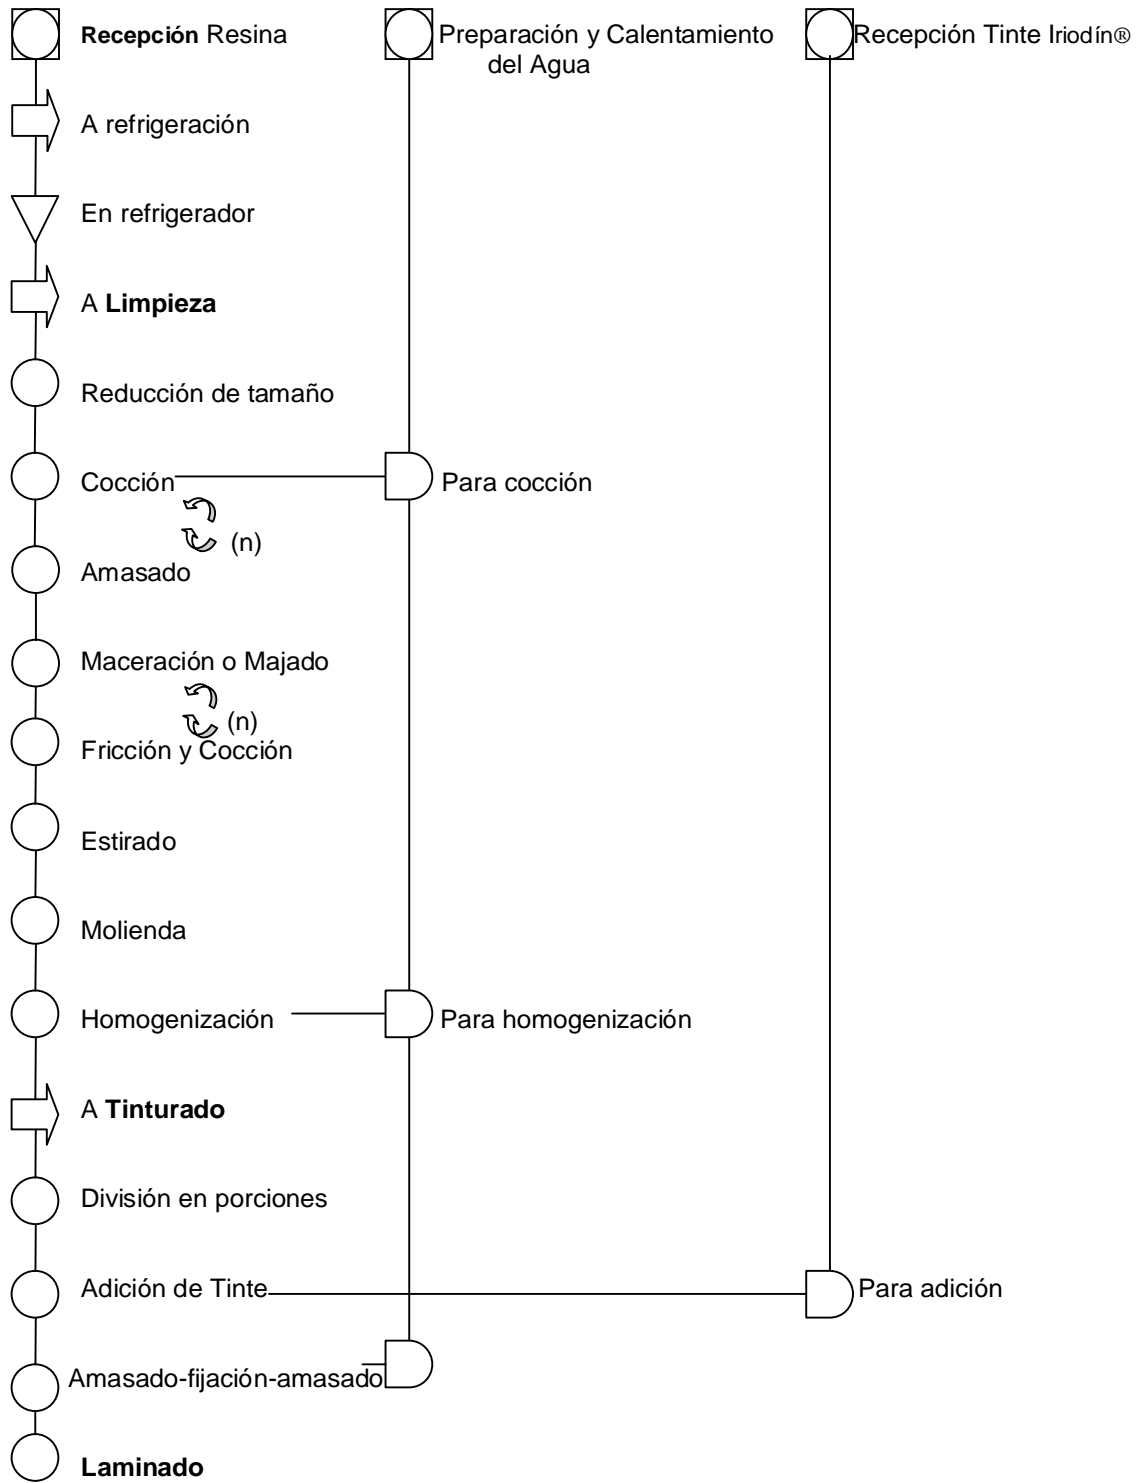 Recepción Resina
Preparación y Calentamiento
del Agua
Recepción Tinte Iriodín®
A refrigeración
En refrigerador
A Limpieza
Reducción de tamaño
Cocción
Para cocción
(n)
Amasado
Maceración o Majado
(n)
Fricción y Cocción
Estirado
Molienda
Homogenización
Para homogenización
A Tinturado
División en porciones
Adición de Tinte
Para adición
Amasado-fijación-amasado
Laminado